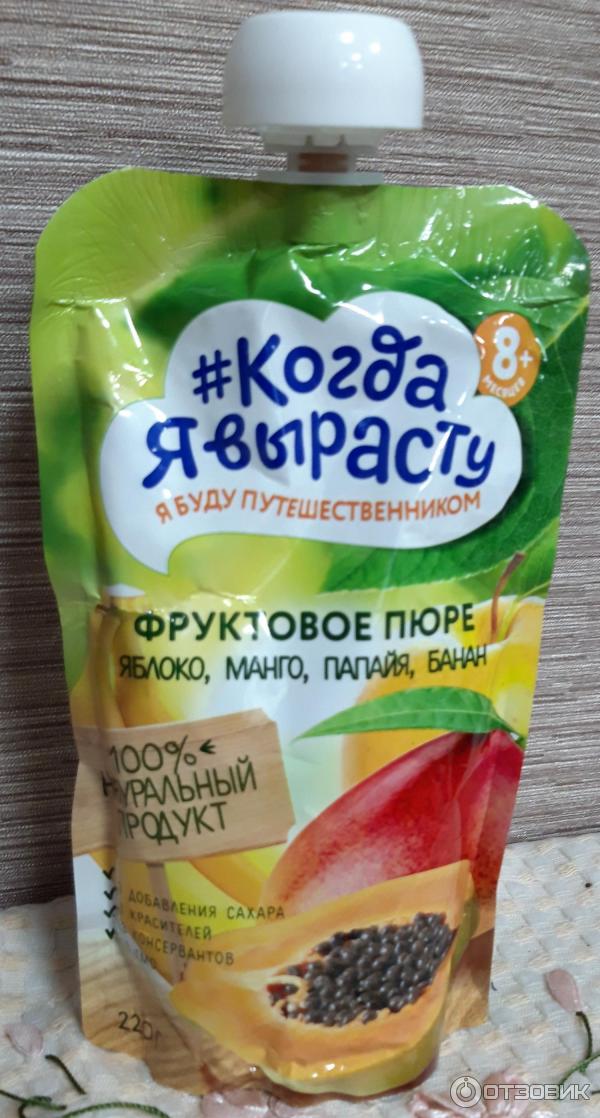 #Когда
Я вырасту
8+
МЕСЯЦЕВ
Я БУДУ ПУТЕШЕСТВЕННИКОМ
ФРУКТОВОЕ ПЮРЕ
ЯБЛОКО, МАНГО, ПАПАЙЯ, БАНАН
100%
НАТУРАЛЬНЫЙ
ПРОДУКТ
ДОБАВЛЕНИЯ САХАРА
КРАСИТЕЛЕЙ
КОНСЕРВАНТОВ
220г
ОТЗОВИК